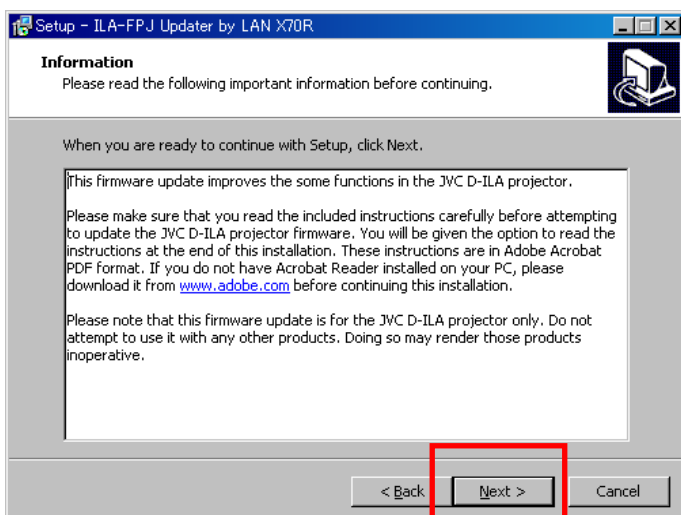 Setup - ILA-FPJ Updater by LAN X70R
Information
Please read the following important information before continuing.
When you are ready to continue with Setup, click Next.
This firmware update improves the some functions in the JVC D-ILA projector.
Please make sure that you read the included instructions carefully before attempting
to update the JVC D-ILA projector firmware. You will be given the option to read the
instructions at the end of this installation. These instructions are in Adobe Acrobat
PDF format. If you do not have Acrobat Reader installed on your PC, please
download it from www.adobe.com before continuing this installation.
Please note that this firmware update is for the JVC D-ILA projector only. Do not
attempt to use it with any other products. Doing so may render those products
inoperative.
< Back
Next >
Cancel